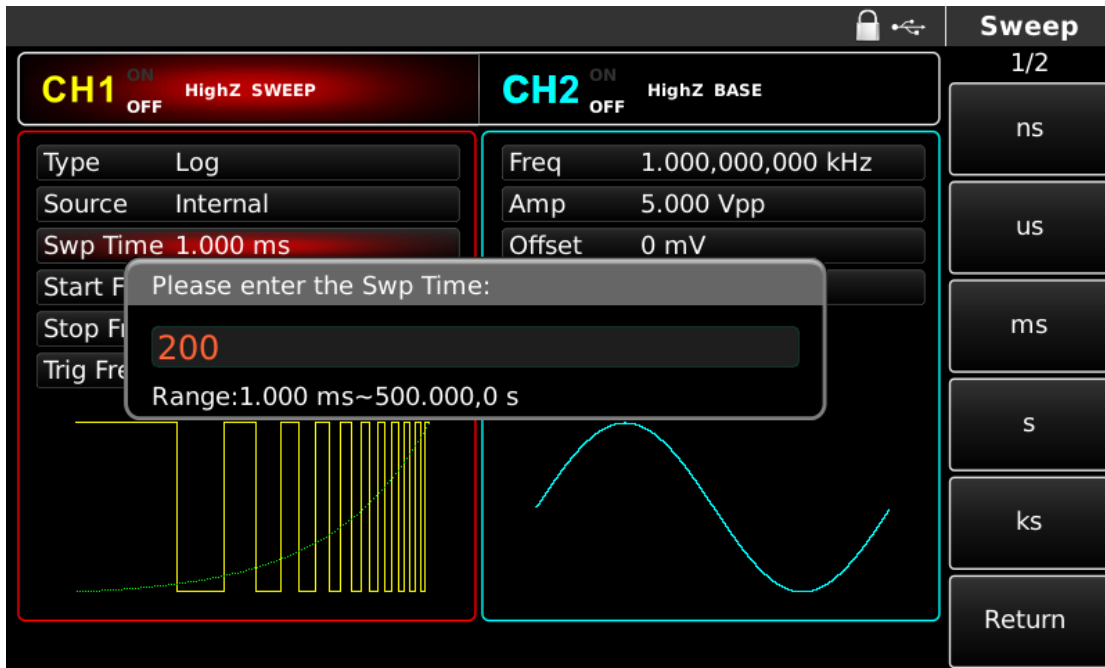 Sweep
1/2
CH1 ON OFF HighZ SWEEP
CH2 ON OFF HighZ BASE
Type Log
Source Internal
Swp Time 1.000 ms
Start F
Stop Fr
Trig Fre
Freq 1.000,000,000 kHz
Amp 5.000 Vpp
Offset 0 mV
Please enter the Swp Time:
200
Range:1.000 ms~500.000,0 s
ns
us
ms
s
ks
Return